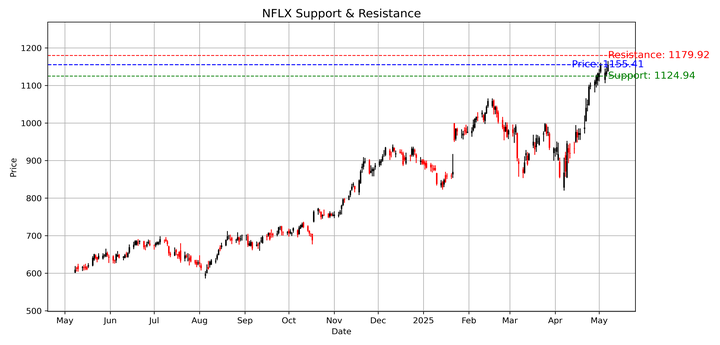 NFLX Support & Resistance
Price
1200
1100
1000
900
800
700
600
500
Resistance: 1179.92
Price: 1155.41
Support: 1124.94
May Jun Jul Aug Sep Oct Nov Dec 2025 Feb Mar Apr May
Date